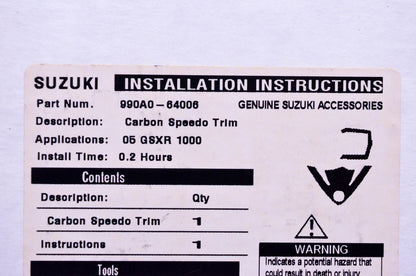 SUZUKI INSTALLATION INSTRUCTIONS
Part Num. 990A0-64006 GENUINE SUZUKI ACCESSORIES
Description: Carbon Speedo Trim
Applications: 05 GSXR 1000
Install Time: 0.2 Hours
Contents
Description: Qty
Carbon Speedo Trim 1
Instructions 1
Tools
WARNING
Indicates a potential hazard that
could result in death or injury